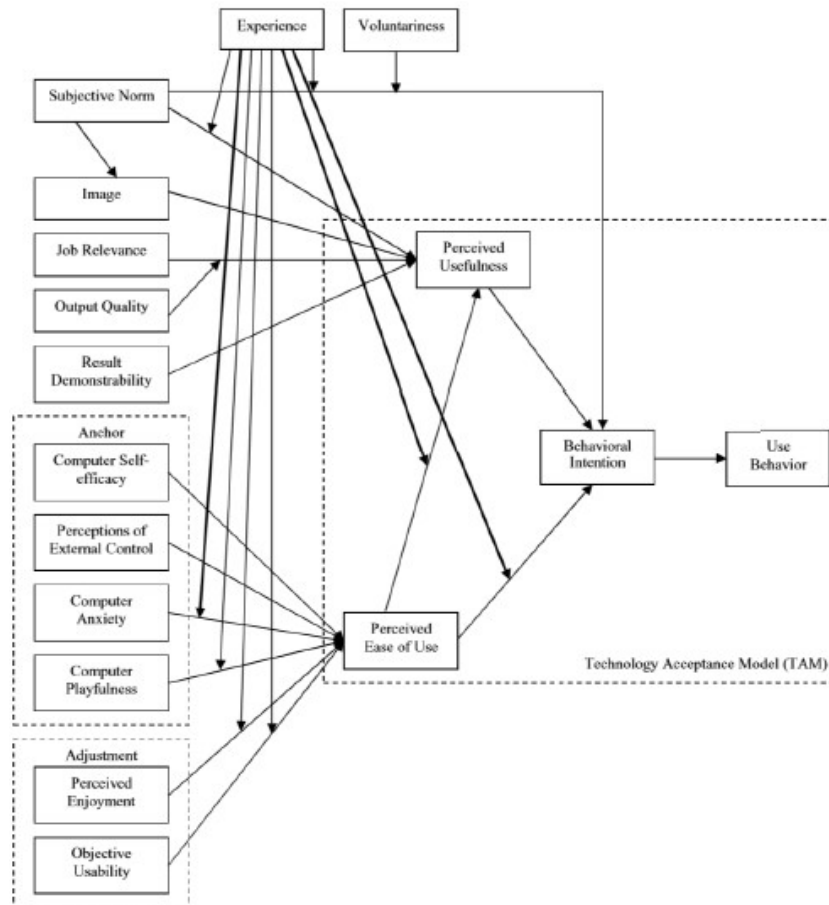 Experience
Voluntariness
Subjective Norm
Image
Job Relevance
Output Quality
Result
Demonstrability
Perceived
Usefulness
Anchor
Computer Self-
efficacy
Perceptions of
External Control
Computer
Anxiety
Computer
Playfulness
Behavioral
Intention
Use
Behavior
Perceived
Ease of Use
Technology Acceptance Model (TAM)
Adjustment
Perceived
Enjoyment
Objective
Usability